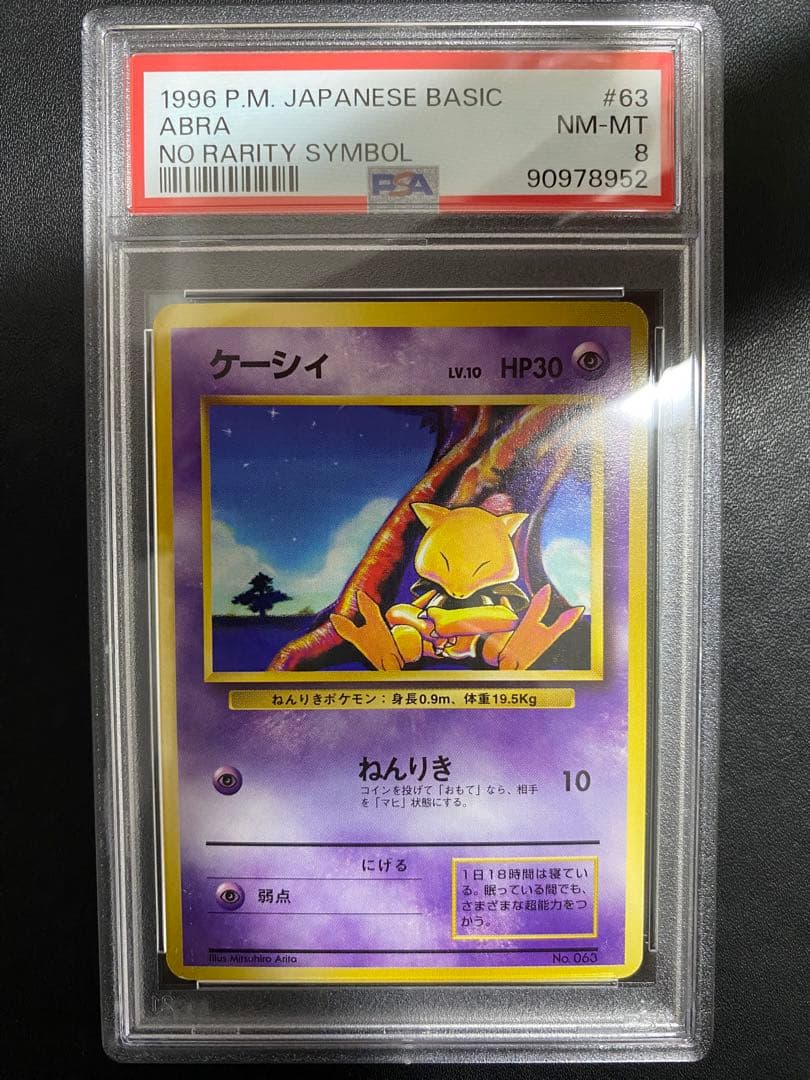 1996 P.M. JAPANESE BASIC #63
ABRA NM-MT
NO RARITY SYMBOL 8
PSA 90978952
ケーシィ LV.10 HP30
ねんりきポケモン：身長0.9m、体重19.5Kg
ねんりき 10
コインを投げて「おもて」なら、相手
を「マヒ」状態にする。
にげる
弱点
1日18時間は寝てい
る。眠っている間でも、
さまざまな超能力をつ
かう。
Illus Mitsuhiro Arita No. 063